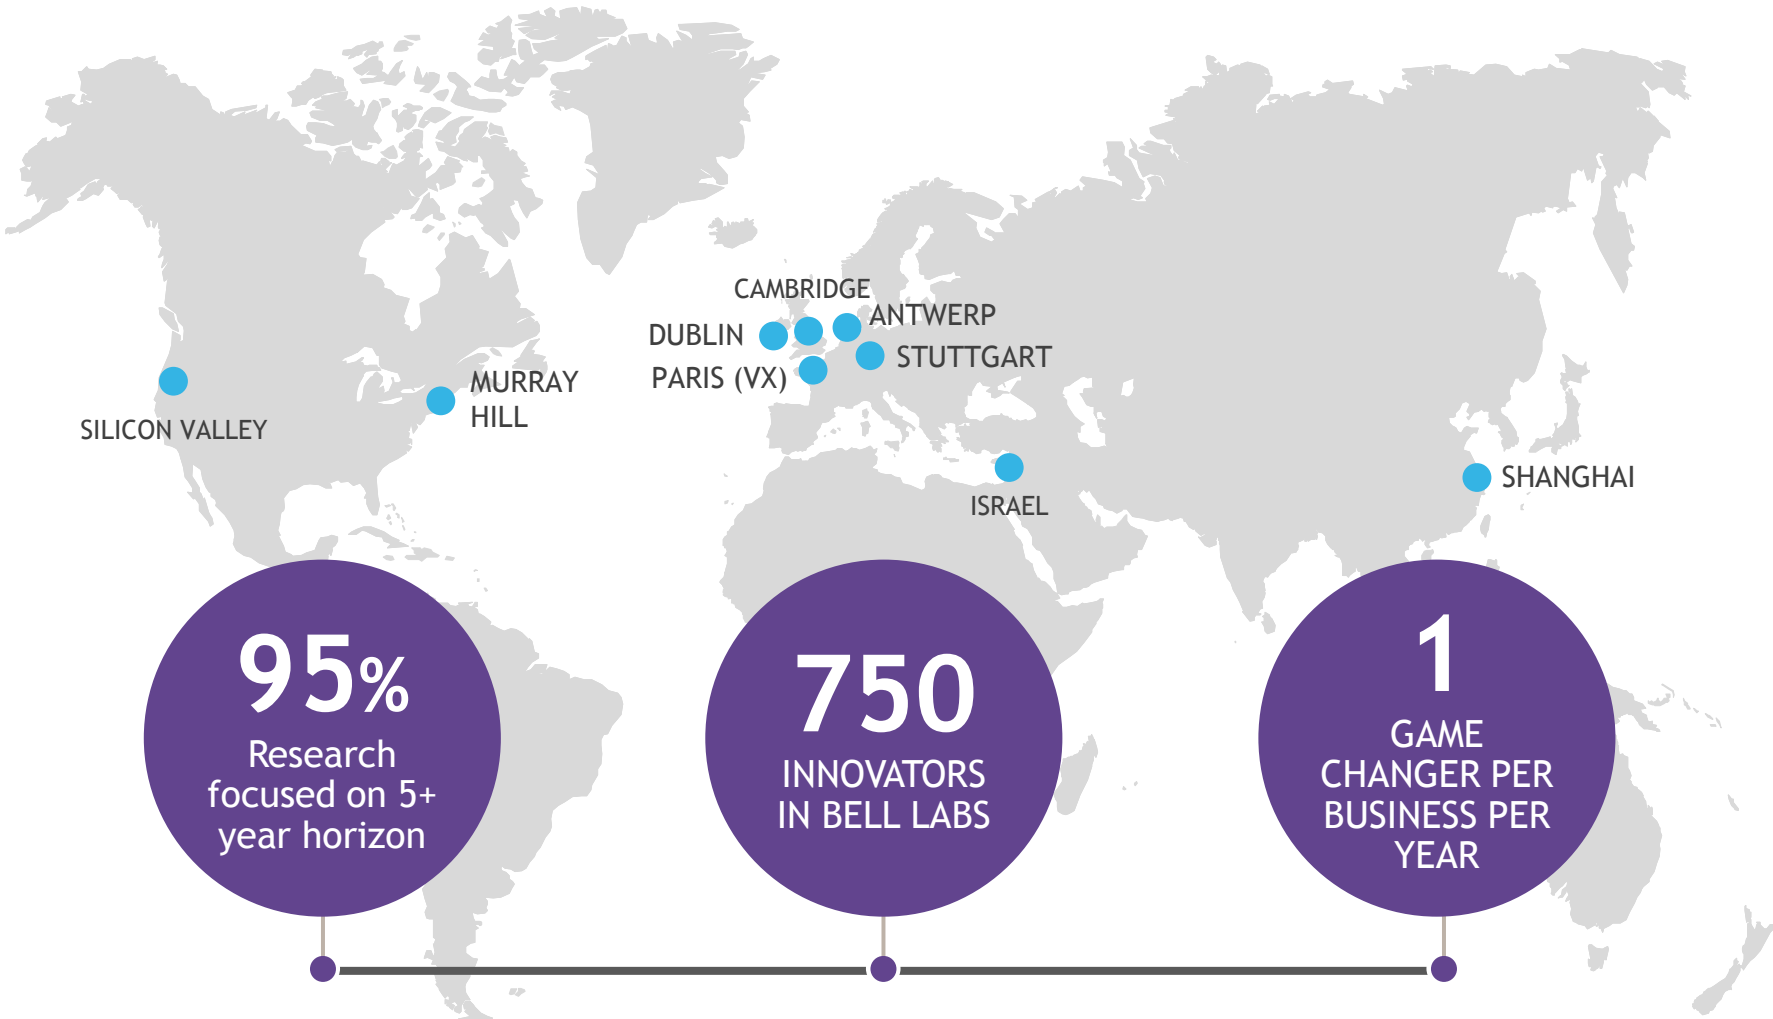 CAMBRIDGE
ANTWERP
DUBLIN
STUTTGART
PARIS (VX)
MURRAY
HILL
SILICON VALLEY
ISRAEL
SHANGHAI
95%
Research
focused on 5+
year horizon
750
INNOVATORS
IN BELL LABS
1
GAME
CHANGER PER
BUSINESS PER
YEAR